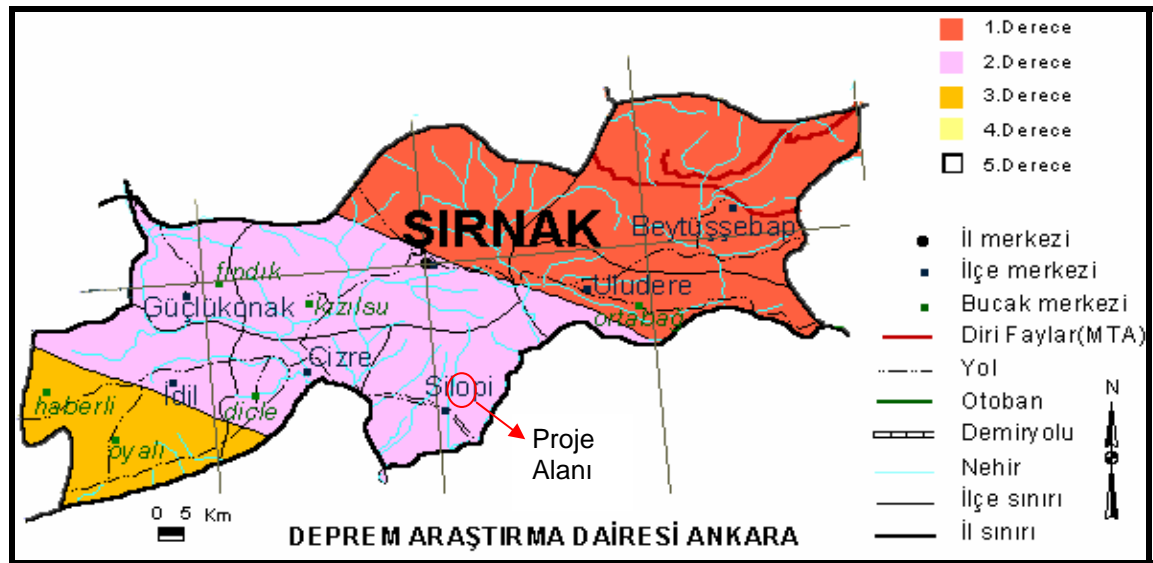 1.Derece
2.Derece
3.Derece
4.Derece
5.Derece
SIRNAK
Beytüşşebap
fındık
Uludere
Güçlükonak
kızılsu
ortabağ
Cizre
Silopi
İdil
haberli
dicle
oyalı
Proje
Alanı
İl merkezi
İlçe merkezi
Bucak merkezi
Diri Faylar(MTA)
Yol
Otoban
Demiryolu
Nehir
İlçe sınırı
İl sınırı
N
0 5 Km
DEPREM ARAŞTIRMA DAİRESİ ANKARA